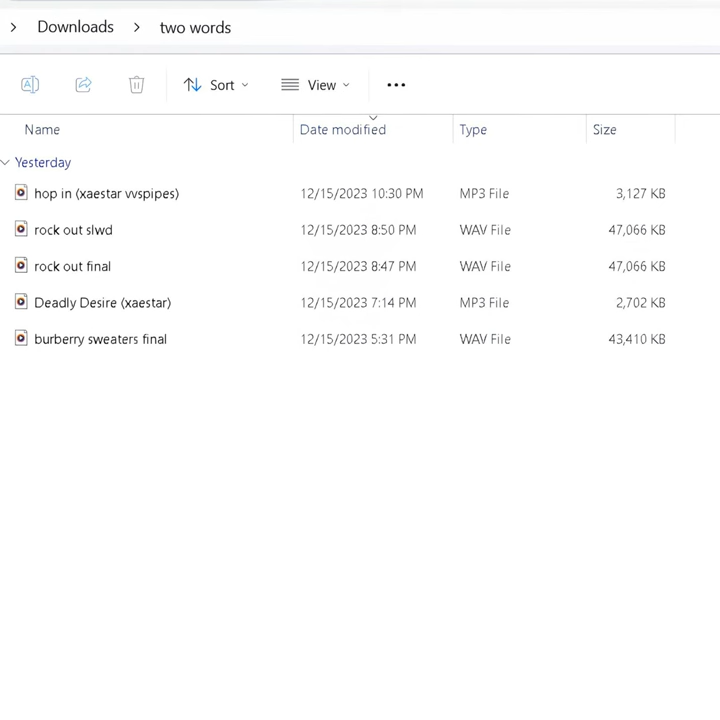 > Downloads > two words
Sort View •••
Name Date modified Type Size
Yesterday
hop in (xaestar vvspipes) 12/15/2023 10:30 PM MP3 File 3,127 KB
rock out slwd 12/15/2023 8:50 PM WAV File 47,066 KB
rock out final 12/15/2023 8:47 PM WAV File 47,066 KB
Deadly Desire (xaestar) 12/15/2023 7:14 PM MP3 File 2,702 KB
burberry sweaters final 12/15/2023 5:31 PM WAV File 43,410 KB